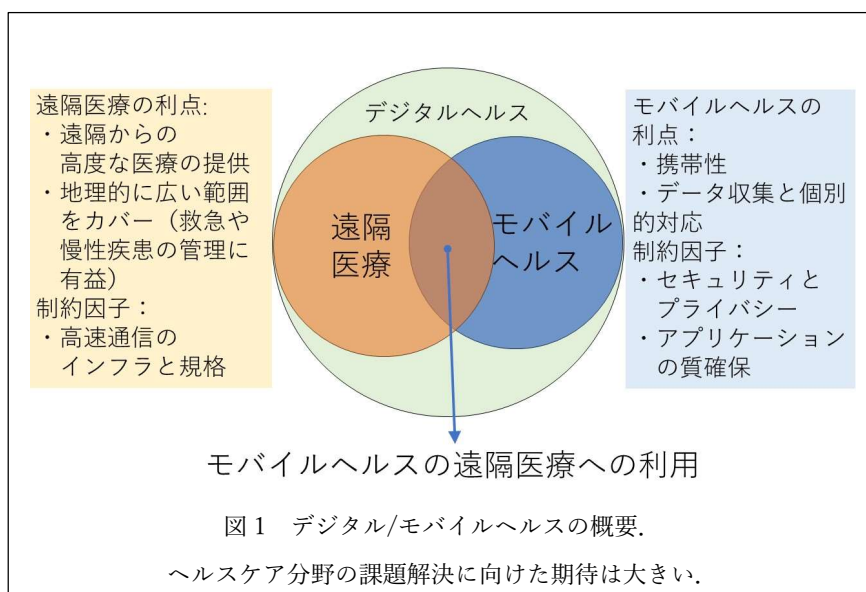 遠隔医療の利点:
・遠隔からの
高度な医療の提供
・地理的に広い範囲
をカバー（救急や
慢性疾患の管理に
有益）
制約因子：
・高速通信の
インフラと規格
デジタルヘルス
遠隔
医療
モバイル
ヘルス
モバイルヘルスの
利点：
・携帯性
・データ収集と個別
的対応
制約因子：
・セキュリティと
プライバシー
・アプリケーション
の質確保
モバイルヘルスの遠隔医療への利用
図 1 デジタル/モバイルヘルスの概要.
ヘルスケア分野の課題解決に向けた期待は大きい.